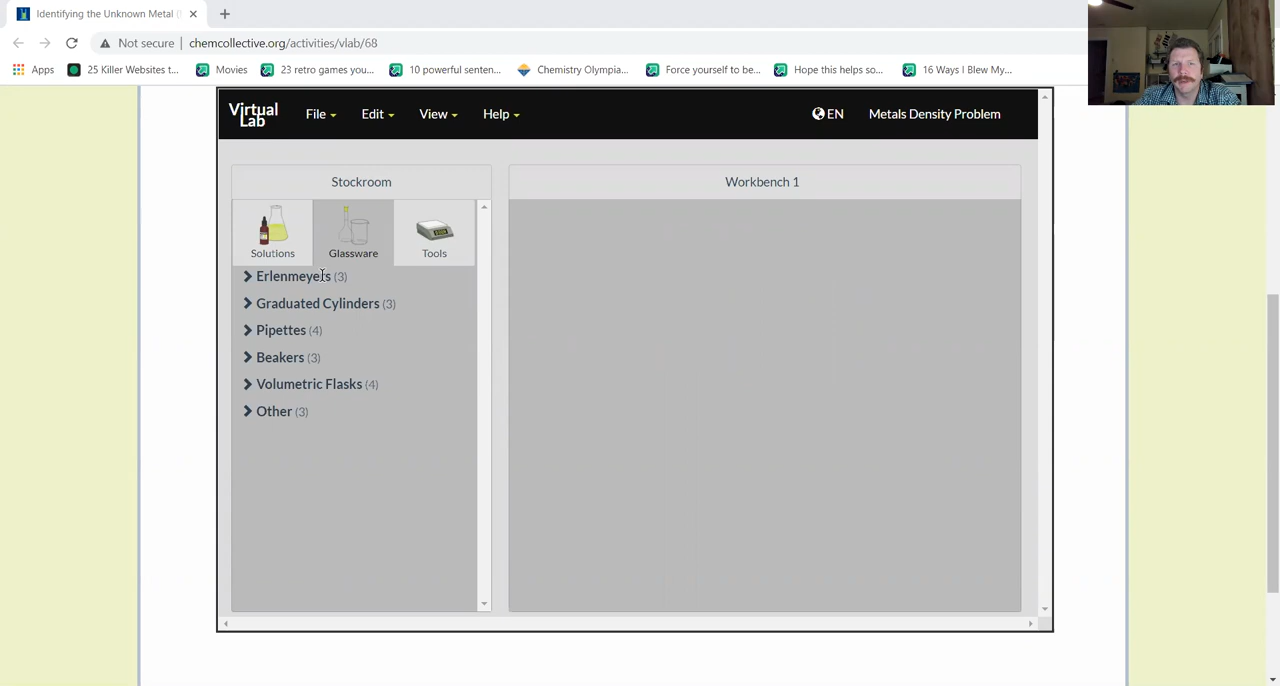 Identifying the Unknown Metal (
Not secure chemcollective.org/activities/vlab/68
Apps 25 Killer Websites t... Movies 23 retro games you... 10 powerful senten... Chemistry Olympia... Force yourself to be... Hope this helps so... 16 Ways I Blew My...
Virtual Lab File Edit View Help EN Metals Density Problem
Stockroom
Workbench 1
Solutions Glassware Tools
Erlenmeyers (3)
Graduated Cylinders (3)
Pipettes (4)
Beakers (3)
Volumetric Flasks (4)
Other (3)